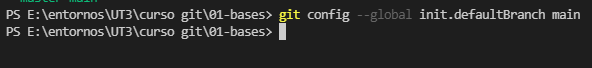 PS E:\entornos\UT3\curso git\01-bases> git config --global init.defaultBranch main
PS E:\entornos\UT3\curso git\01-bases>